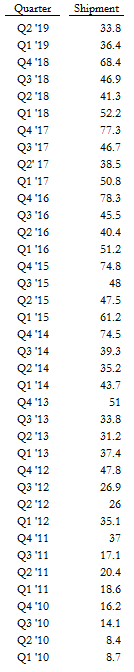 Quarter Shipment
Q2 '19 33.8
Q1 '19 36.4
Q4 '18 68.4
Q3 '18 46.9
Q2 '18 41.3
Q1 '18 52.2
Q4 '17 77.3
Q3 '17 46.7
Q2' 17 38.5
Q1 '17 50.8
Q4 '16 78.3
Q3 '16 45.5
Q2 '16 40.4
Q1 '16 51.2
Q4 '15 74.8
Q3 '15 48
Q2 '15 47.5
Q1 '15 61.2
Q4 '14 74.5
Q3 '14 39.3
Q2 '14 35.2
Q1 '14 43.7
Q4 '13 51
Q3 '13 33.8
Q2 '13 31.2
Q1 '13 37.4
Q4 '12 47.8
Q3 '12 26.9
Q2 '12 26
Q1 '12 35.1
Q4 '11 37
Q3 '11 17.1
Q2 '11 20.4
Q1 '11 18.6
Q4 '10 16.2
Q3 '10 14.1
Q2 '10 8.4
Q1 '10 8.7